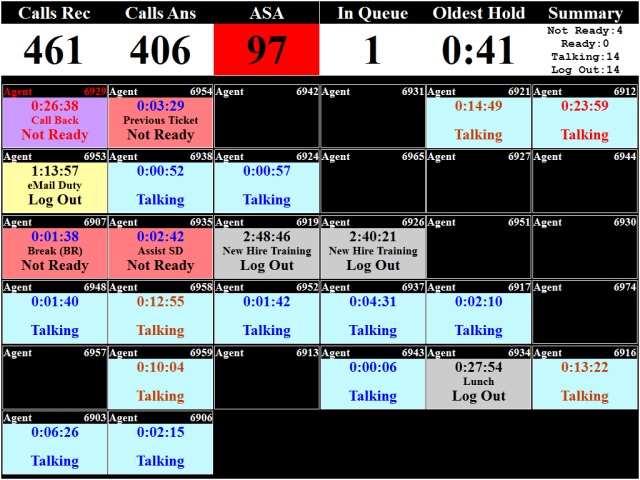 Calls Rec Calls Ans ASA In Queue Oldest Hold Summary
461 406 97 1 0:41
Not Ready:4
Ready:0
Talking:14
Log Out:14
Agent 6929 Agent 6954 Agent 6942 Agent 6931 Agent 6921 Agent 6912
0:26:38 0:03:29 0:14:49 0:23:59
Call Back Previous Ticket
Not Ready Not Ready Talking Talking
Agent 6953 Agent 6938 Agent 6924 Agent 6965 Agent 6927 Agent 6944
1:13:57 0:00:52 0:00:57
eMail Duty
Log Out Talking Talking
Agent 6907 Agent 6935 Agent 6919 Agent 6926 Agent 6951 Agent 6930
0:01:38 0:02:42 2:48:46 2:40:21
Break (BR) Assist SD New Hire Training New Hire Training
Not Ready Not Ready Log Out Log Out
Agent 6948 Agent 6958 Agent 6952 Agent 6937 Agent 6917 Agent 6974
0:01:40 0:12:55 0:01:42 0:04:31 0:02:10
Talking Talking Talking Talking Talking
Agent 6957 Agent 6959 Agent 6913 Agent 6943 Agent 6934 Agent 6916
0:10:04 0:00:06 0:27:54 0:13:22
Lunch
Talking Talking Log Out Talking
Agent 6903 Agent 6906
0:06:26 0:02:15
Talking Talking